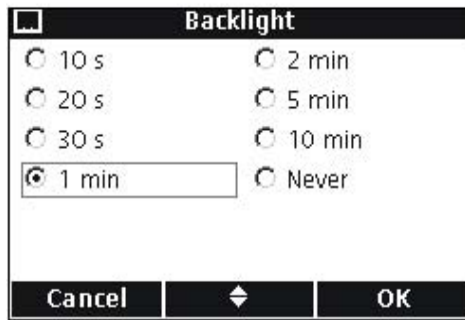 Backlight
10 s
20 s
30 s
1 min
2 min
5 min
10 min
Never
Cancel
OK